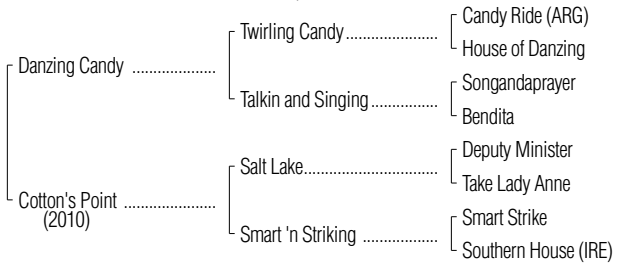 Candy Ride (ARG)
Twirling Candy....................
House of Danzing
Danzing Candy ....................
Songandaprayer
Talkin and Singing................
Bendita
Deputy Minister
Salt Lake.............................
Take Lady Anne
Cotton's Point ......................
(2010)
Smart Strike
Smart 'n Striking .................
Southern House (IRE)